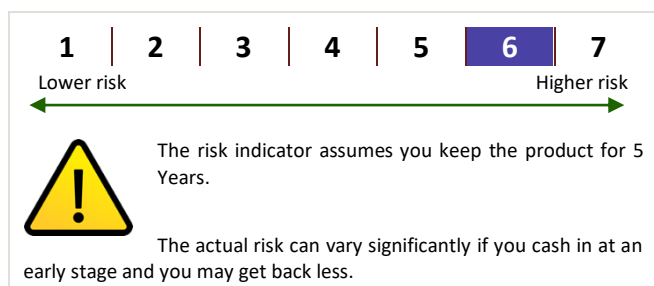 1 2 3 4 5 6 7
Lower risk Higher risk
The risk indicator assumes you keep the product for 5
Years.
The actual risk can vary significantly if you cash in at an
early stage and you may get back less.